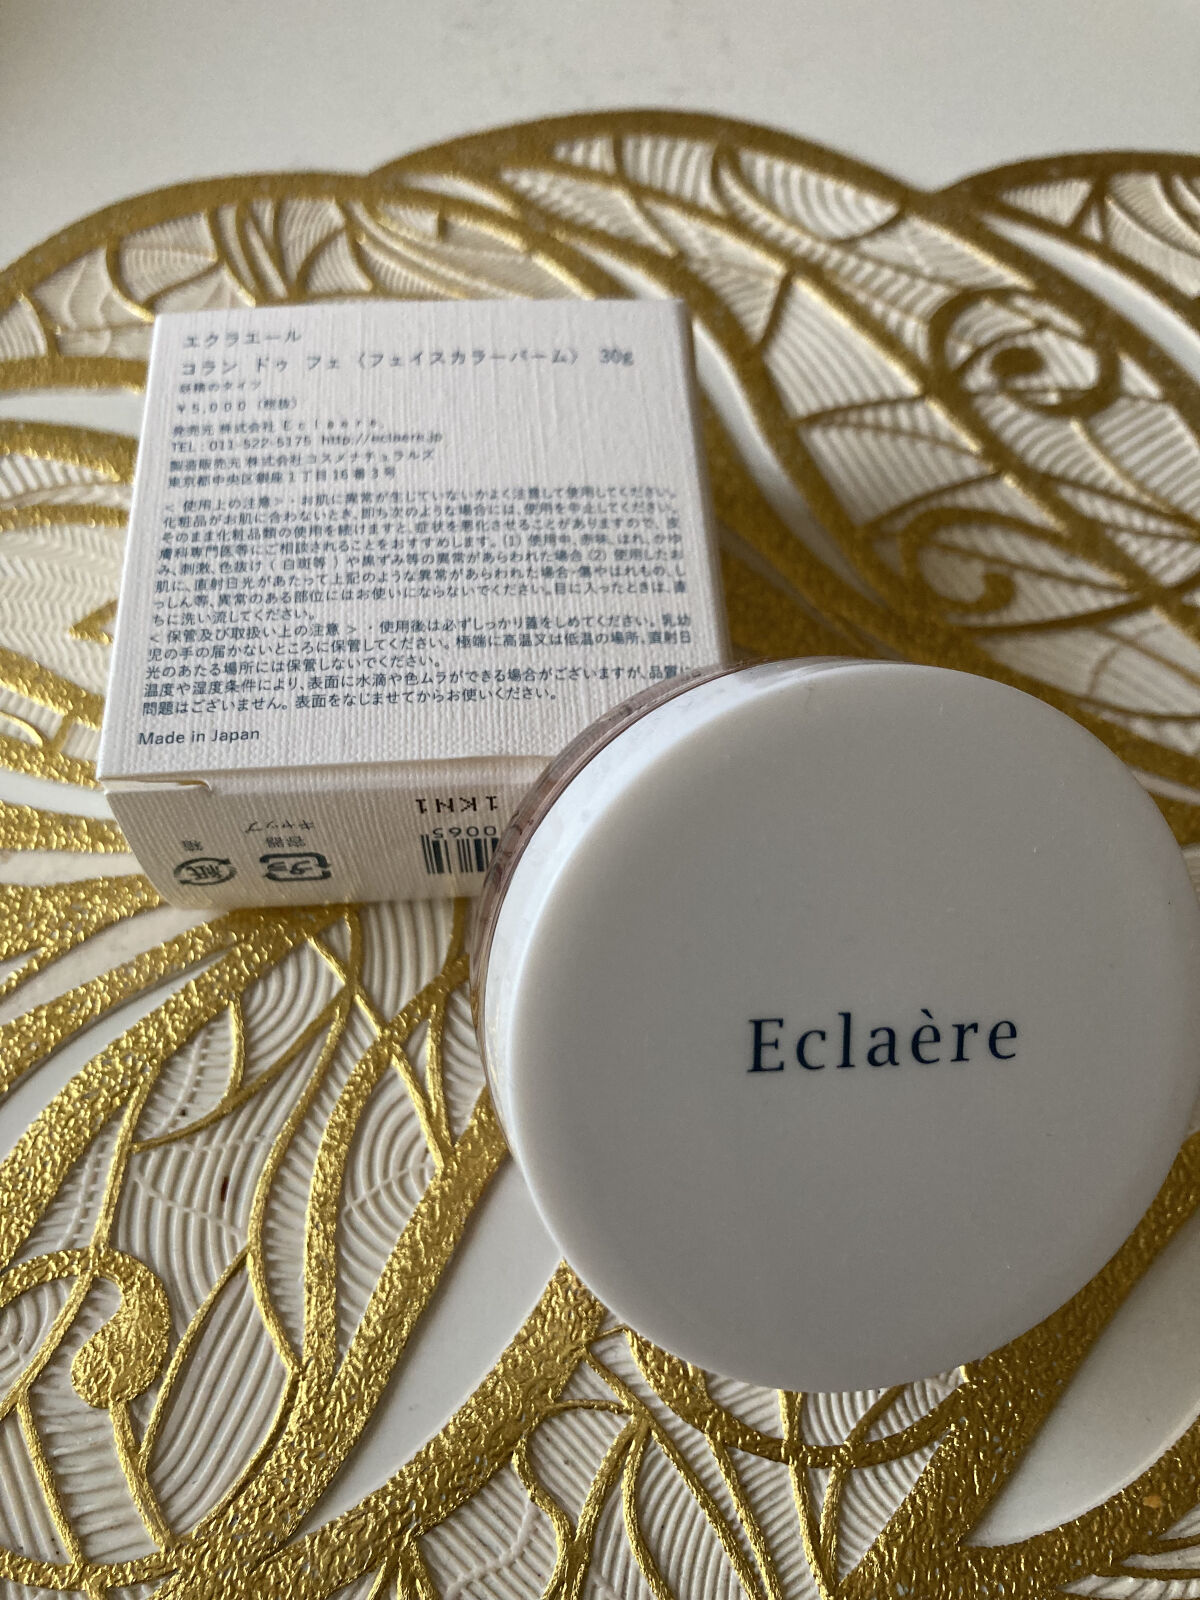 エクラエール
コラン ドゥ フェ〈フェイスカラーバーム〉 30g
妖精のタイツ
¥5,000(税抜)
発売元 株式会社 Eclaere.
TEL:011-522-5175 http://eclaere.jp
製造販売元 株式会社コスメナチュラルズ
東京都中央区銀座1丁目16番3号
<使用上の注意>・お肌に異常が生じていないかよく注意して使用してください。
化粧品がお肌に合わないとき、即ち次のような場合には、使用を中止してください。
そのまま化粧品類の使用を続けますと、症状を悪化させることがありますので、皮
膚科専門医等にご相談されることをおすすめします。(1) 使用中、赤味、はれ、かゆ
み、刺激、色抜け(白斑等)や黒ずみ等の異常があらわれた場合 (2) 使用したお
肌に、直射日光があたって上記のような異常があらわれた場合・傷やはれもの、し
っしん等、異常のある部位にはお使いにならないでください。目に入ったときは、直
ちに洗い流してください。
<保管及び取扱い上の注意>・使用後は必ずしっかり蓋をしめてください。乳幼
児の手の届かないところに保管してください。極端に高温又は低温の場所、直射日
光のあたる場所には保管しないでください。
温度や湿度条件により、表面に水滴や色ムラができる場合がございますが、品質に
問題はございません。表面をなじませてからお使いください。
Made in Japan
1KN1
0065
キャップ
容器
箱
プラ
紙
Eclaère